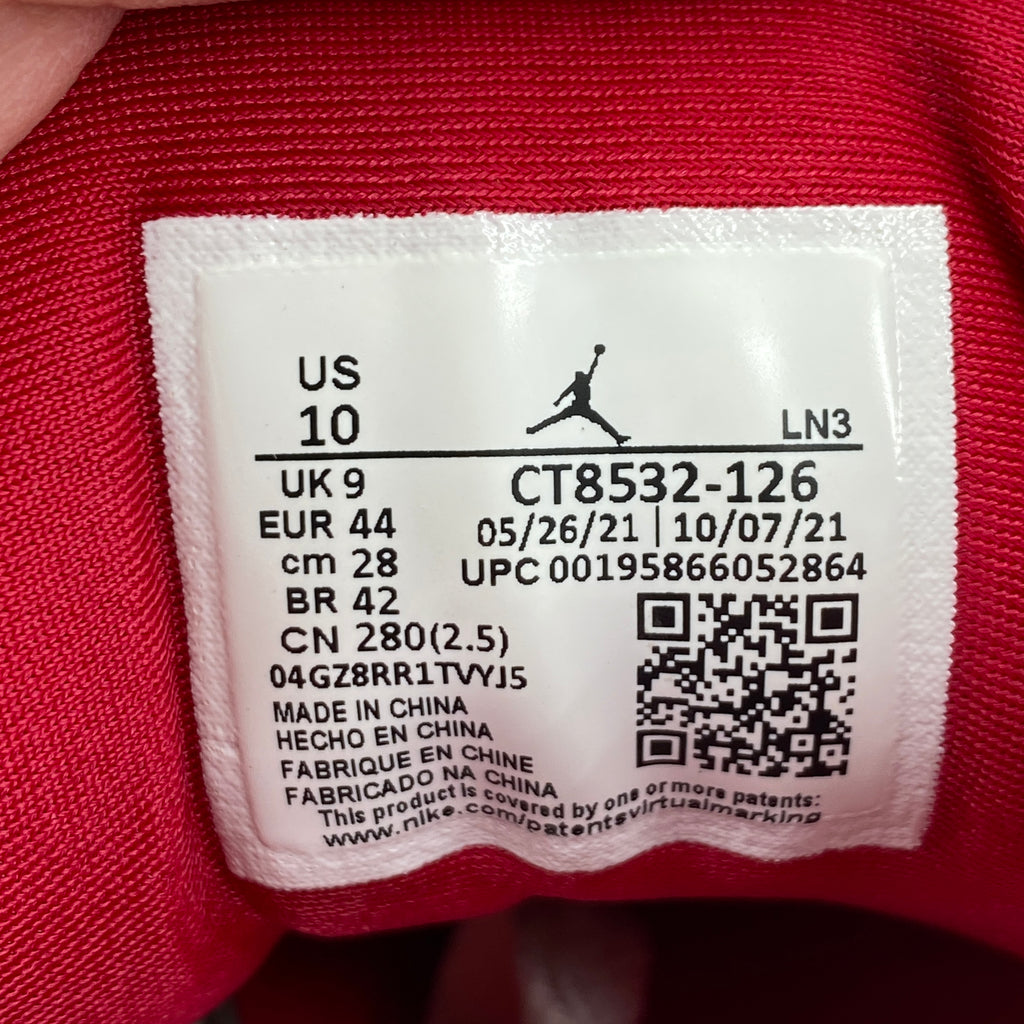 US
10
LN3
UK 9
CT8532-126
EUR 44
05/26/21 | 10/07/21
cm 28
UPC 00195866052864
BR 42
CN 280(2.5)
04GZ8RR1TVYJ5
MADE IN CHINA
HECHO EN CHINA
FABRIQUE EN CHINE
FABRICADO NA CHINA
This product is covered by one or more patents:
www.nike.com/patentsvirtualmarking